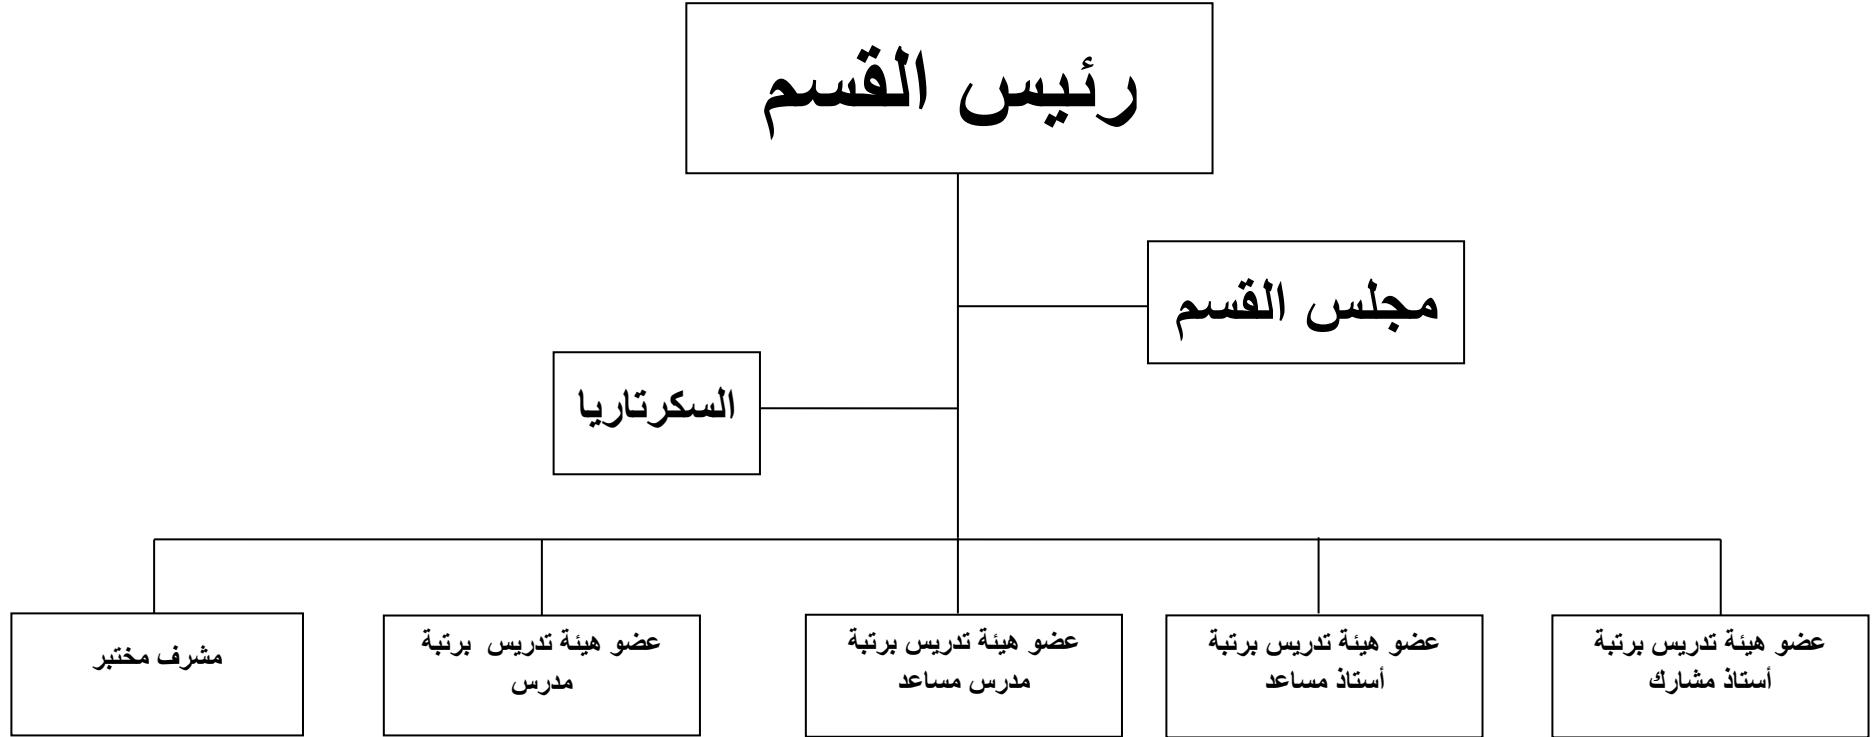 رئيس القسم
مجلس القسم
السكرتاريا
عضو هيئة تدريس برتبة
أستاذ مشارك
عضو هيئة تدريس برتبة
أستاذ مساعد
عضو هيئة تدريس برتبة
مدرس مساعد
عضو هيئة تدريس برتبة
مدرس
مشرف مختبر